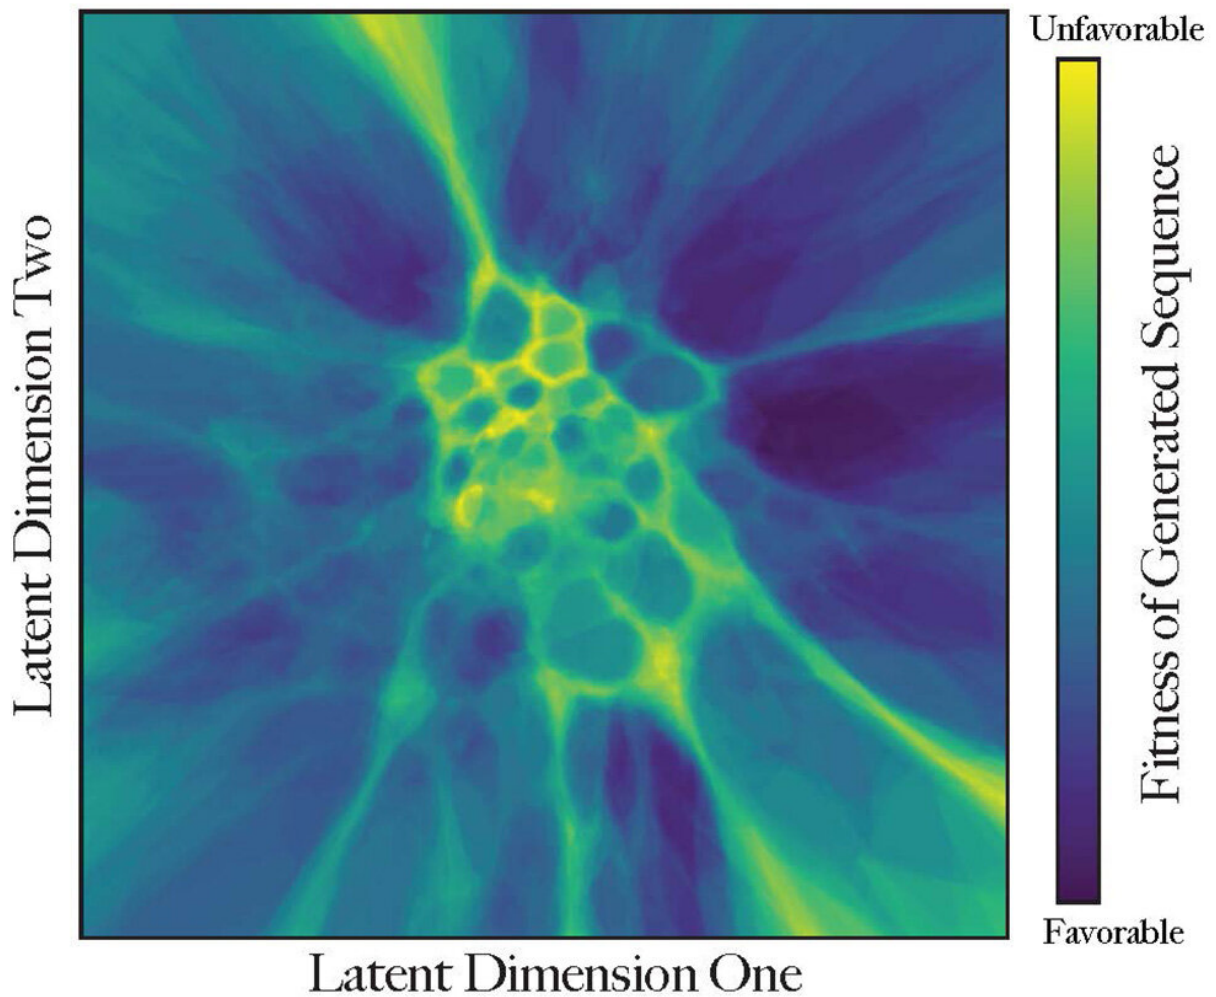 Unfavorable
Latent Dimension Two
Fitness of Generated Sequence
Favorable
Latent Dimension One